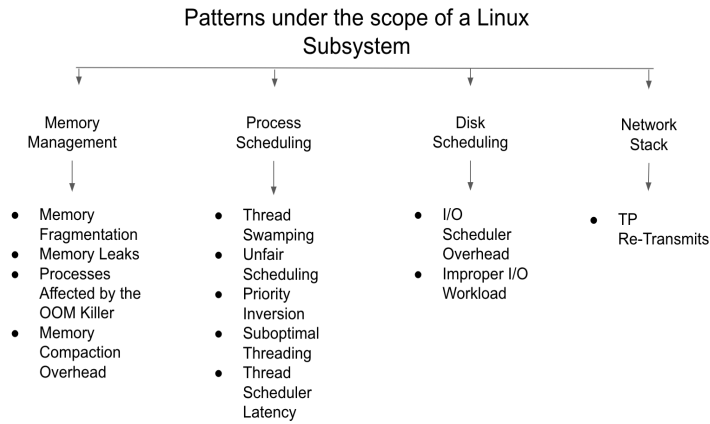 Patterns under the scope of a Linux
Subsystem
Memory
Management
● Memory
Fragmentation
● Memory Leaks
● Processes
Affected by the
OOM Killer
● Memory
Compaction
Overhead
Process
Scheduling
● Thread
Swamping
● Unfair
Scheduling
● Priority
Inversion
● Suboptimal
Threading
● Thread
Scheduler
Latency
Disk
Scheduling
● I/O
Scheduler
Overhead
● Improper I/O
Workload
Network
Stack
● TP
Re-Transmits